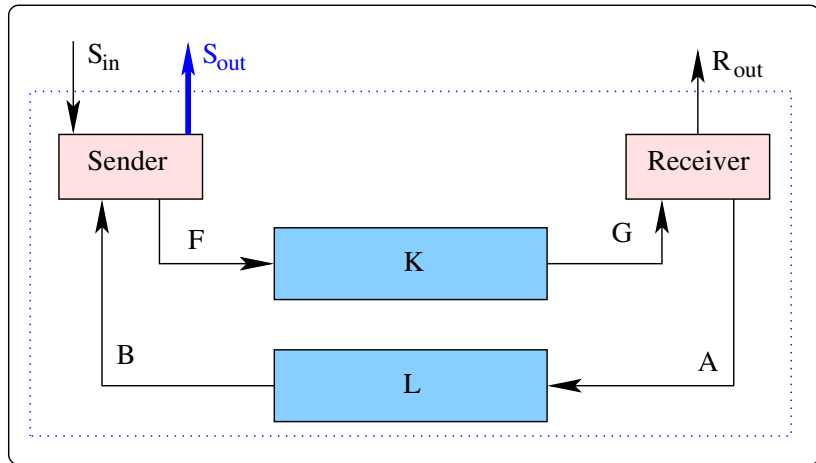 S_in
S_out
R_out
Sender
Receiver
F
K
G
B
L
A